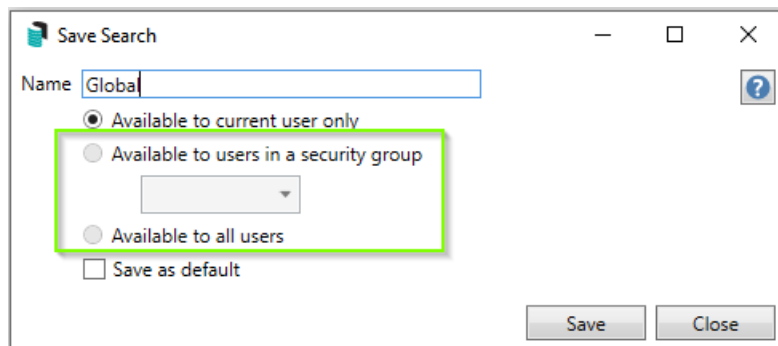 Save Search
Name Global
Available to current user only
Available to users in a security group
Available to all users
Save as default
Save Close